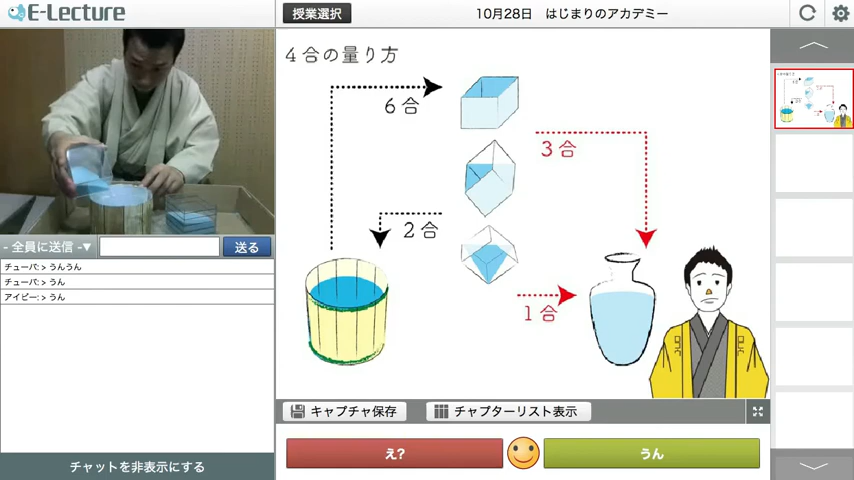 E-Lecture
授業選択
10月28日 はじまりのアカデミー
4合の量り方
6合
3合
2合
1合
- 全員に送信 -▼
送る
チューバ: > うんうん
チューバ: > うん
アイビー: > うん
キャプチャ保存
チャプターリスト表示
チャットを非表示にする
え?
うん